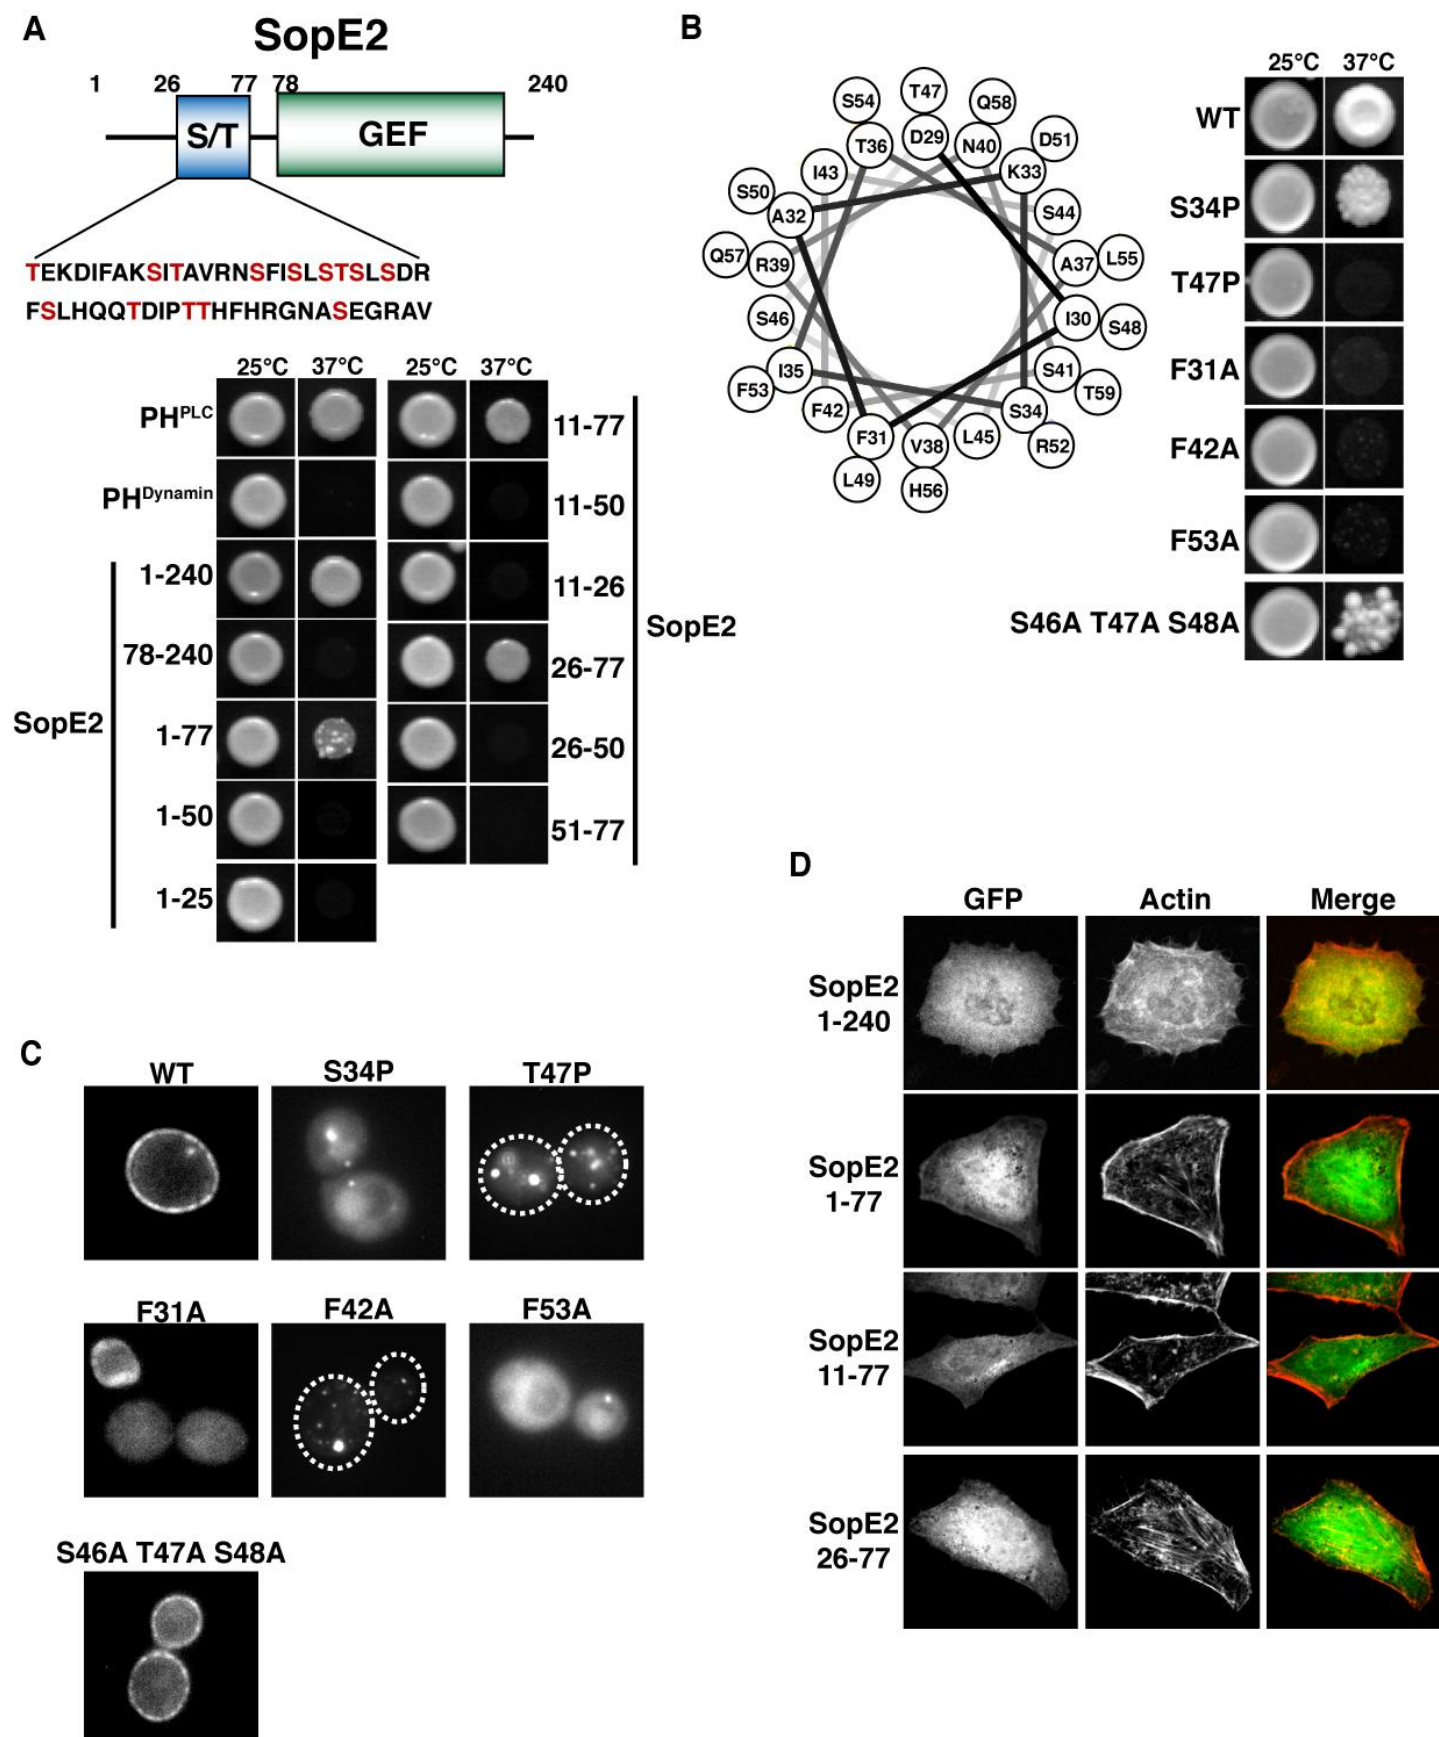 A
SopE2
1 26 77 78 240
S/T GEF
TEKDIFAKSITAVRNSFISLSTSLSDR
FSLHQQTDIPTTHFHRGNASEGRAV
25°C 37°C 25°C 37°C
PHPLC
PHDynamin
1-240
78-240
1-77
1-50
1-25
SopE2
11-77
11-50
11-26
26-77
26-50
51-77
SopE2
B
S54 T47 Q58
T36 D29 N40 D51
I43 K33
S50 A32 S44
Q57 R39 A37 L55
S46 I30 S48
F53 I35 S41 T59
F42 S34
F31 V38 L45 R52
L49 H56
25°C 37°C
WT
S34P
T47P
F31A
F42A
F53A
S46A T47A S48A
C
WT S34P T47P
F31A F42A F53A
S46A T47A S48A
D
GFP Actin Merge
SopE2
1-240
SopE2
1-77
SopE2
11-77
SopE2
26-77